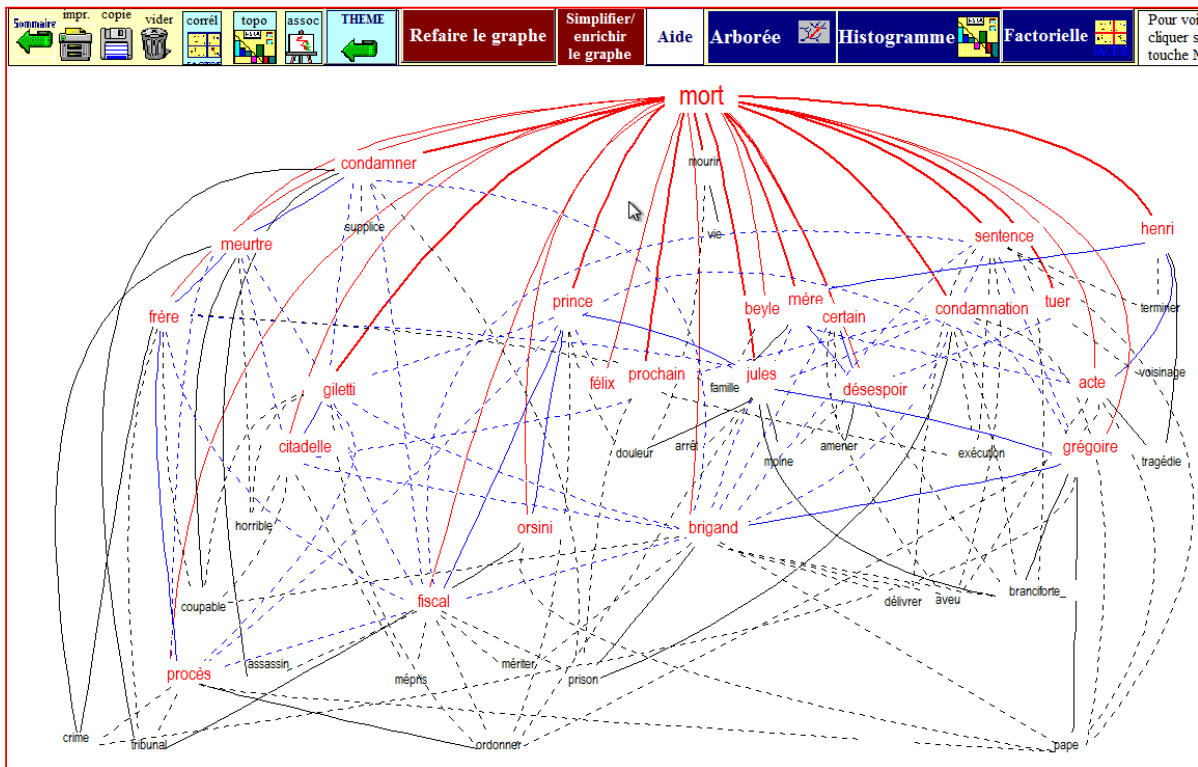 Sommaire
impr.
copie
vider
corrél
topo
assoc
THEME
Refaire le graphe
Simplifier/
enrichir
le graphe
Aide
Arborée
Histogramme
Factorielle
Pour voi
cliquer s
touche M
mort
condamner
mourir
supplice
vie
meurtre
sentence
henri
frère
prince
beyle
mère
certain
condamnation
tuer
terminer
giletti
félix
prochain
famille
jules
désespoir
acte
voisinage
citadelle
douleur
arrêt
moine
amener
exécution
grégoire
tragédie
horrible
orsini
brigand
coupable
fiscal
délivrer
aveu
branciforte_
procès
assassin
mépris
mériter
prison
crime
tribunal
ordonner
pape